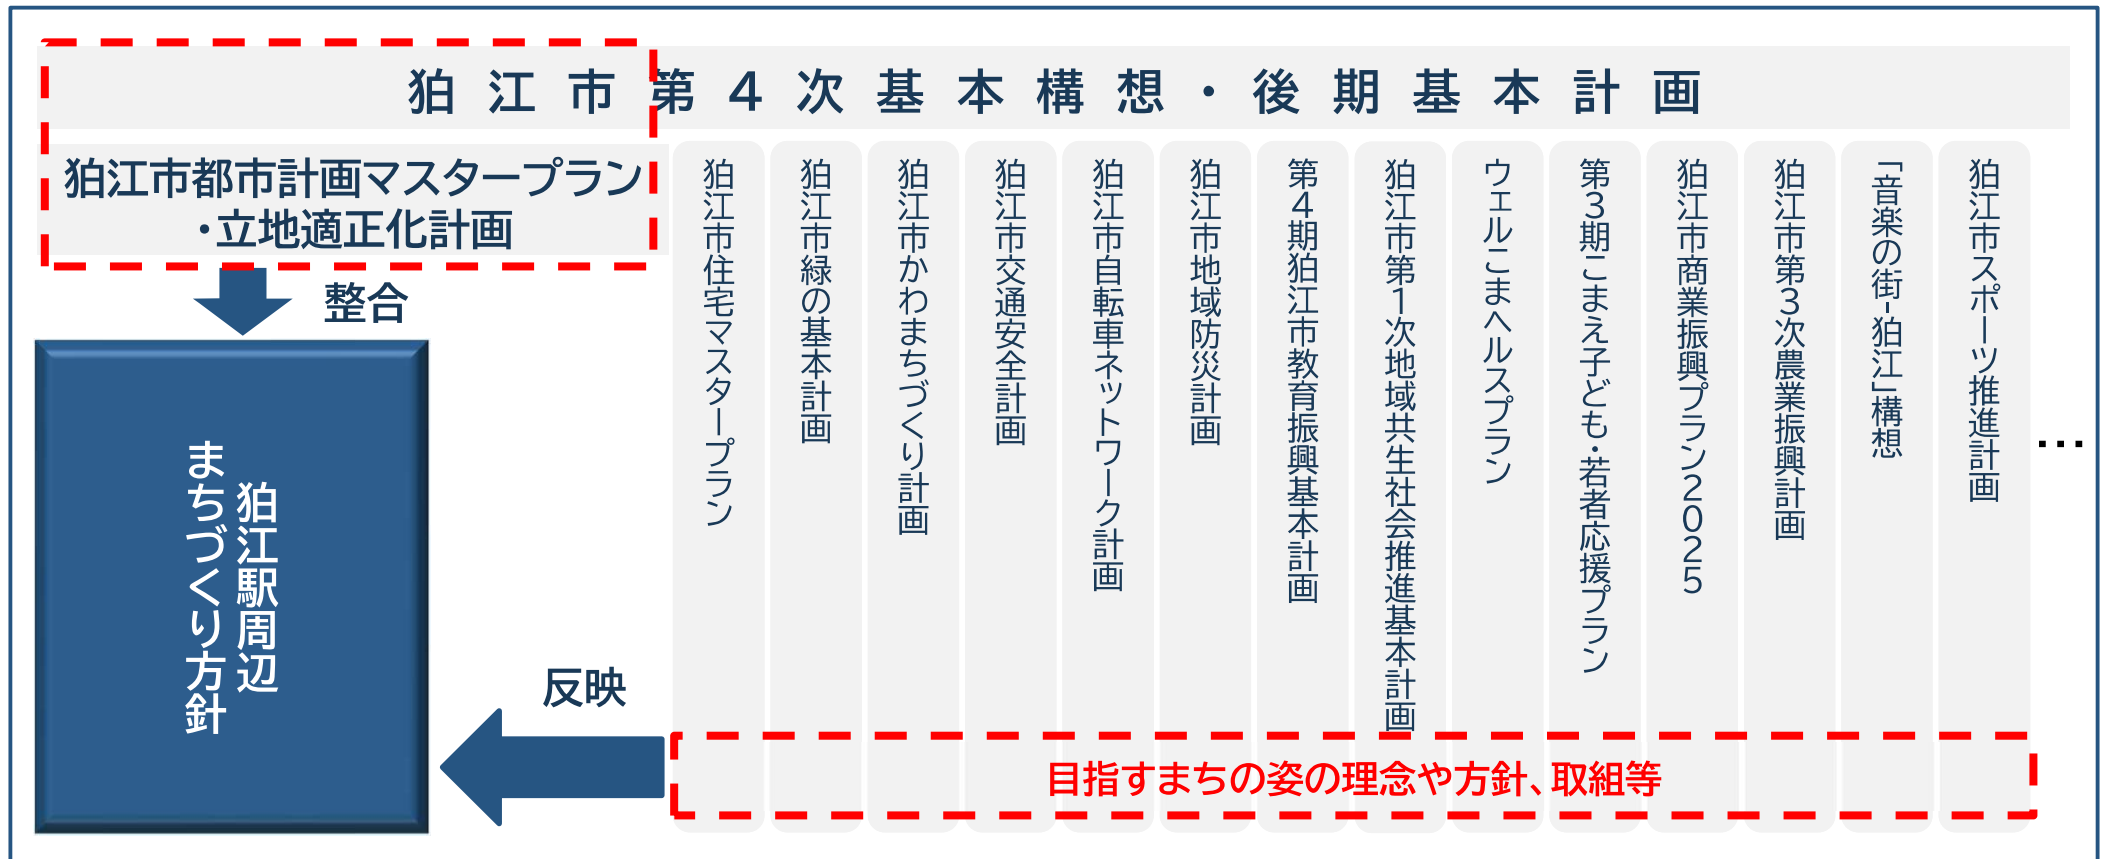 狛江市第４次基本構想・後期基本計画
狛江市都市計画マスタープラン
・立地適正化計画
整合
狛江駅周辺
まちづくり方針
狛江市住宅マスタープラン
狛江市緑の基本計画
狛江市かわまちづくり計画
狛江市交通安全計画
狛江市自転車ネットワーク計画
狛江市地域防災計画
第４期狛江市教育振興基本計画
狛江市第１次地域共生社会推進基本計画
ウェルこまヘルスプラン
第３期こまえ子ども・若者応援プラン
狛江市商業振興プラン２０２５
狛江市第３次農業振興計画
「音楽の街-狛江」構想
狛江市スポーツ推進計画
…
反映
目指すまちの姿の理念や方針、取組等